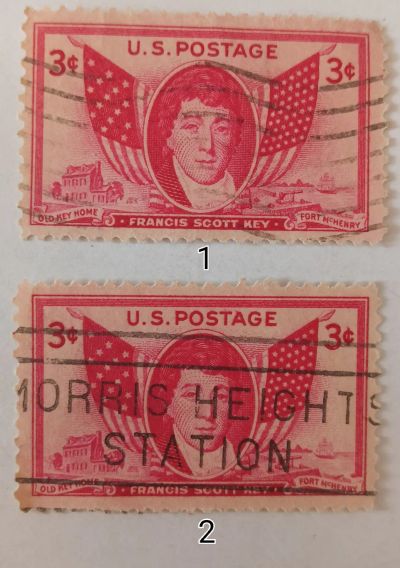 U.S. POSTAGE
3¢ 3¢
OLD KEY HOME · FRANCIS SCOTT KEY · FORT McHENRY
1
U.S. POSTAGE
3¢ 3¢
MORRIS HEIGHTS
STATION
OLD KEY HOME · FRANCIS SCOTT KEY · FORT McHENRY
2